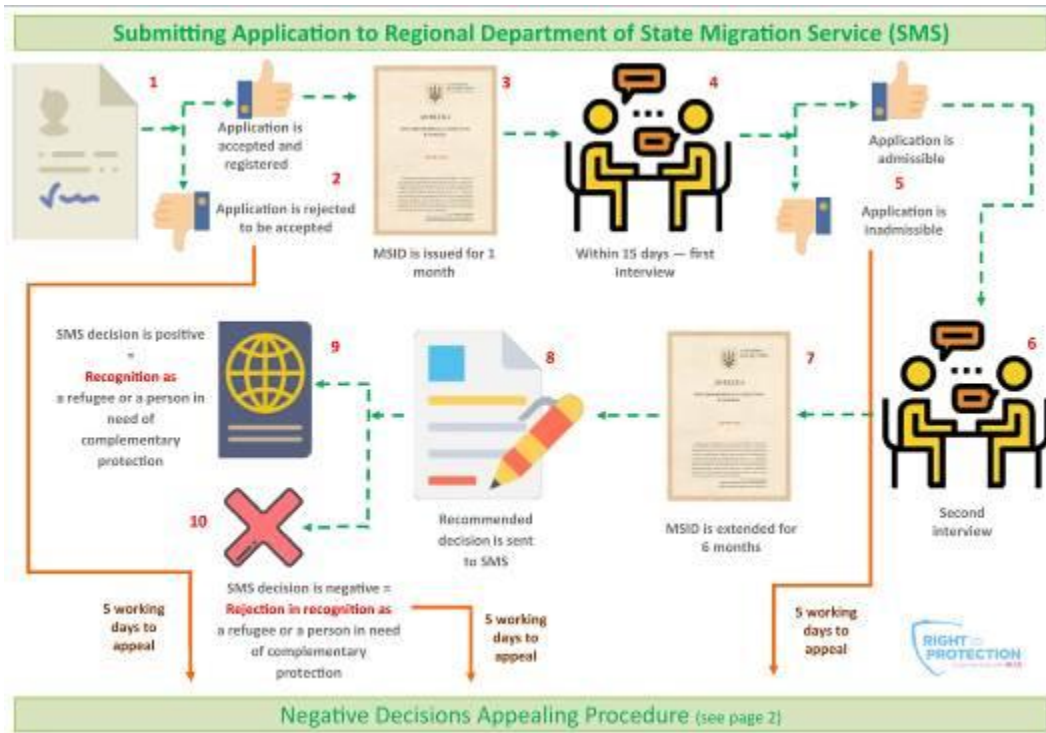 Submitting Application to Regional Department of State Migration Service (SMS)
1
Application is
accepted and
registered
2
Application is rejected
to be accepted
3
MSID is issued for 1
month
4
Within 15 days — first
interview
Application is
admissible
5
Application is
inadmissible
6
Second
interview
7
MSID is extended for
6 months
8
Recommended
decision is sent
to SMS
9
SMS decision is positive
=
Recognition as
a refugee or a person in
need of
complementary
protection
10
SMS decision is negative =
Rejection in recognition as
a refugee or a person in need
of complementary
protection
5 working
days to
appeal
5 working
days to
appeal
5 working
days to
appeal
RIGHT to
PROTECTION
Negative Decisions Appealing Procedure (see page 2)